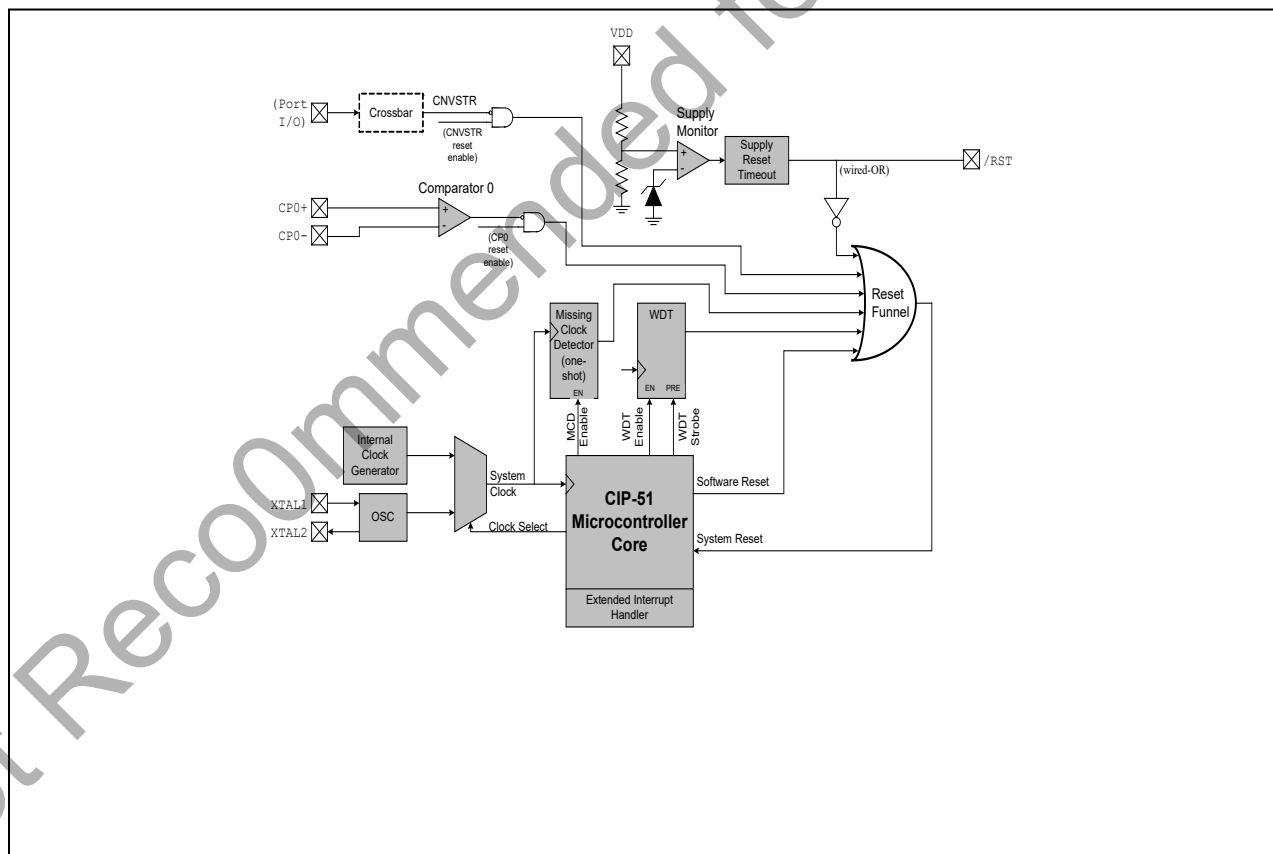 VDD
(Port
I/O)
Crossbar
CNVSTR
(CNVSTR
reset
enable)
Supply
Monitor
+
-
Supply
Reset
Timeout
(wired-OR)
/RST
Comparator 0
CP0+
CP0-
+
-
(CP0
reset
enable)
Reset
Funnel
Missing
Clock
Detector
(one-
shot)
EN
WDT
EN PRE
MCD
Enable
WDT
Enable
WDT
Strobe
Internal
Clock
Generator
System
Clock
XTAL1
XTAL2
OSC
Clock Select
CIP-51
Microcontroller
Core
Software Reset
System Reset
Extended Interrupt
Handler
Reco0mmended